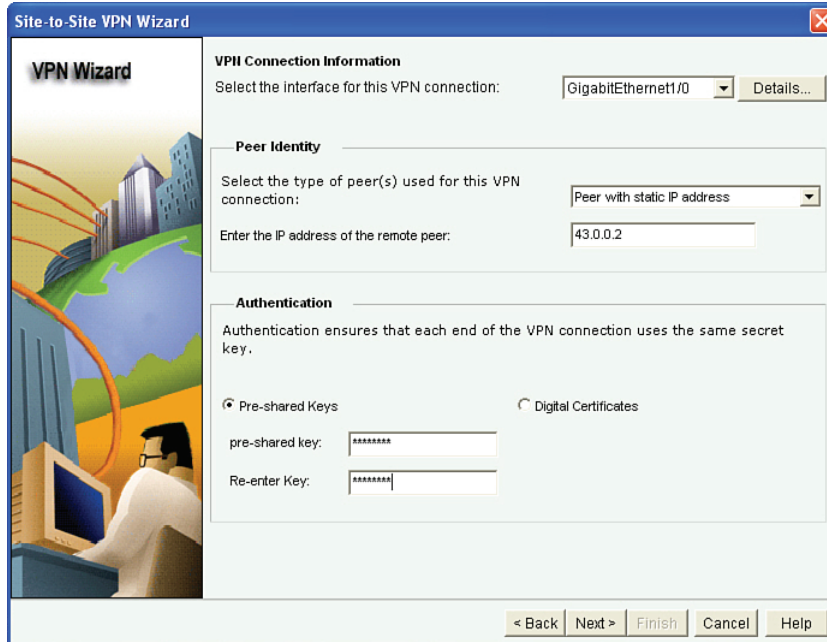 Site-to-Site VPN Wizard
VPN Wizard
VPN Connection Information
Select the interface for this VPN connection:
GigabitEthernet1/0
Details...
Peer Identity
Select the type of peer(s) used for this VPN
connection:
Peer with static IP address
Enter the IP address of the remote peer:
43.0.0.2
Authentication
Authentication ensures that each end of the VPN connection uses the same secret
key.
Pre-shared Keys
Digital Certificates
pre-shared key:
********
Re-enter Key:
********
< Back
Next >
Finish
Cancel
Help